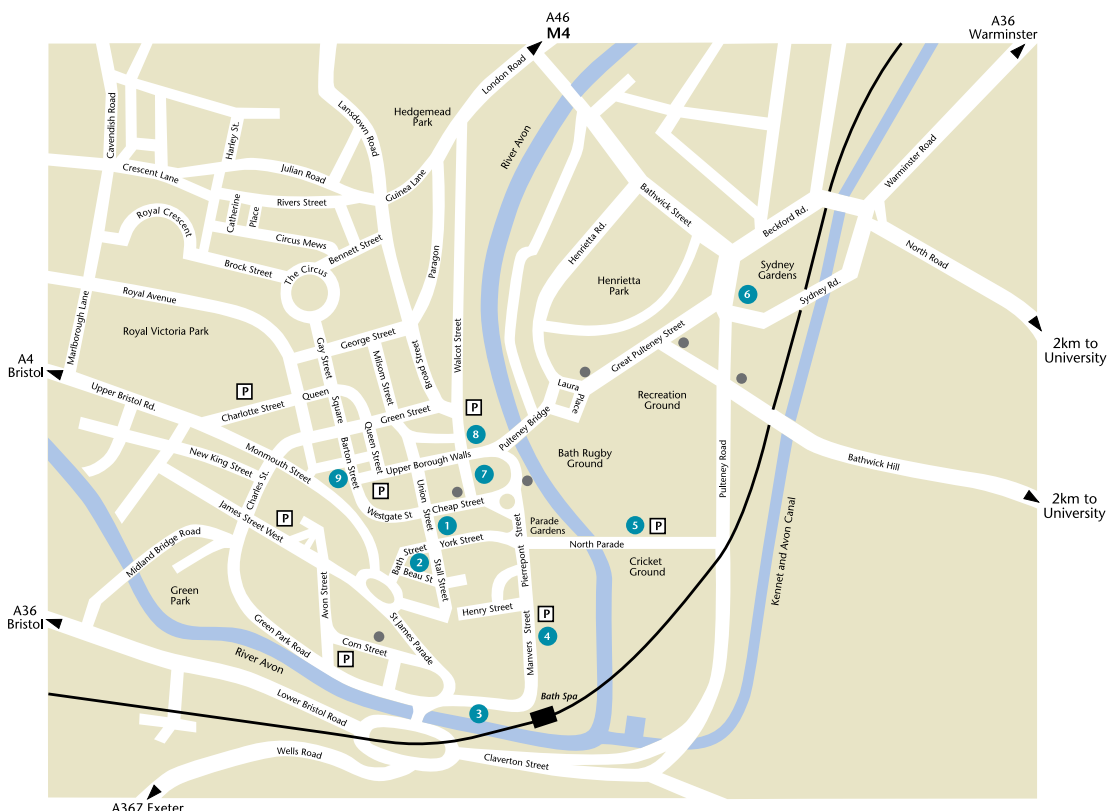 A46
M4
A36
Warminster
London Road
Hedgemead
Park
Cavendish Road
Harley St.
Lansdown Road
River Avon
Warminster Road
Crescent Lane
Julian Road
Guinea Lane
Rivers Street
Catherine
Place
Royal Crescent
Circus Mews
Bennett Street
Brock Street
The Circus
Paragon
Bathwick Street
Beckford Rd.
North Road
Henrietta Rd.
Sydney
Gardens
Henrietta
Park
6
Sydney Rd.
Royal Avenue
Marlborough Lane
Royal Victoria Park
Gay Street
George Street
Milsom Street
Broad Street
Walcot Street
Great Pulteney Street
2km to
University
A4
Bristol
Upper Bristol Rd.
P
Charlotte Street
Queen
Square
Green Street
P
Laura
Place
Recreation
Ground
8
Pulteney Bridge
Monmouth Street
New King Street
Barton Street
Queen Street
Upper Borough Walls
Bath Rugby
Ground
Pulteney Road
Bathwick Hill
2km to
University
9
7
Charles St.
P
Union Street
Cheap Street
Westgate St.
James Street West
P
1
Parade
Gardens
5
P
York Street
North Parade
Pierrepont Street
Midland Bridge Road
Bath Street
2
Beau St
Stall Street
Cricket
Ground
Kennet and Avon Canal
Green
Park
Avon Street
Henry Street
P
4
Manvers Street
A36
Bristol
Green Park Road
St James Parade
Corn Street
P
River Avon
Lower Bristol Road
Bath Spa
3
Wells Road
Claverton Street
A367 Exeter